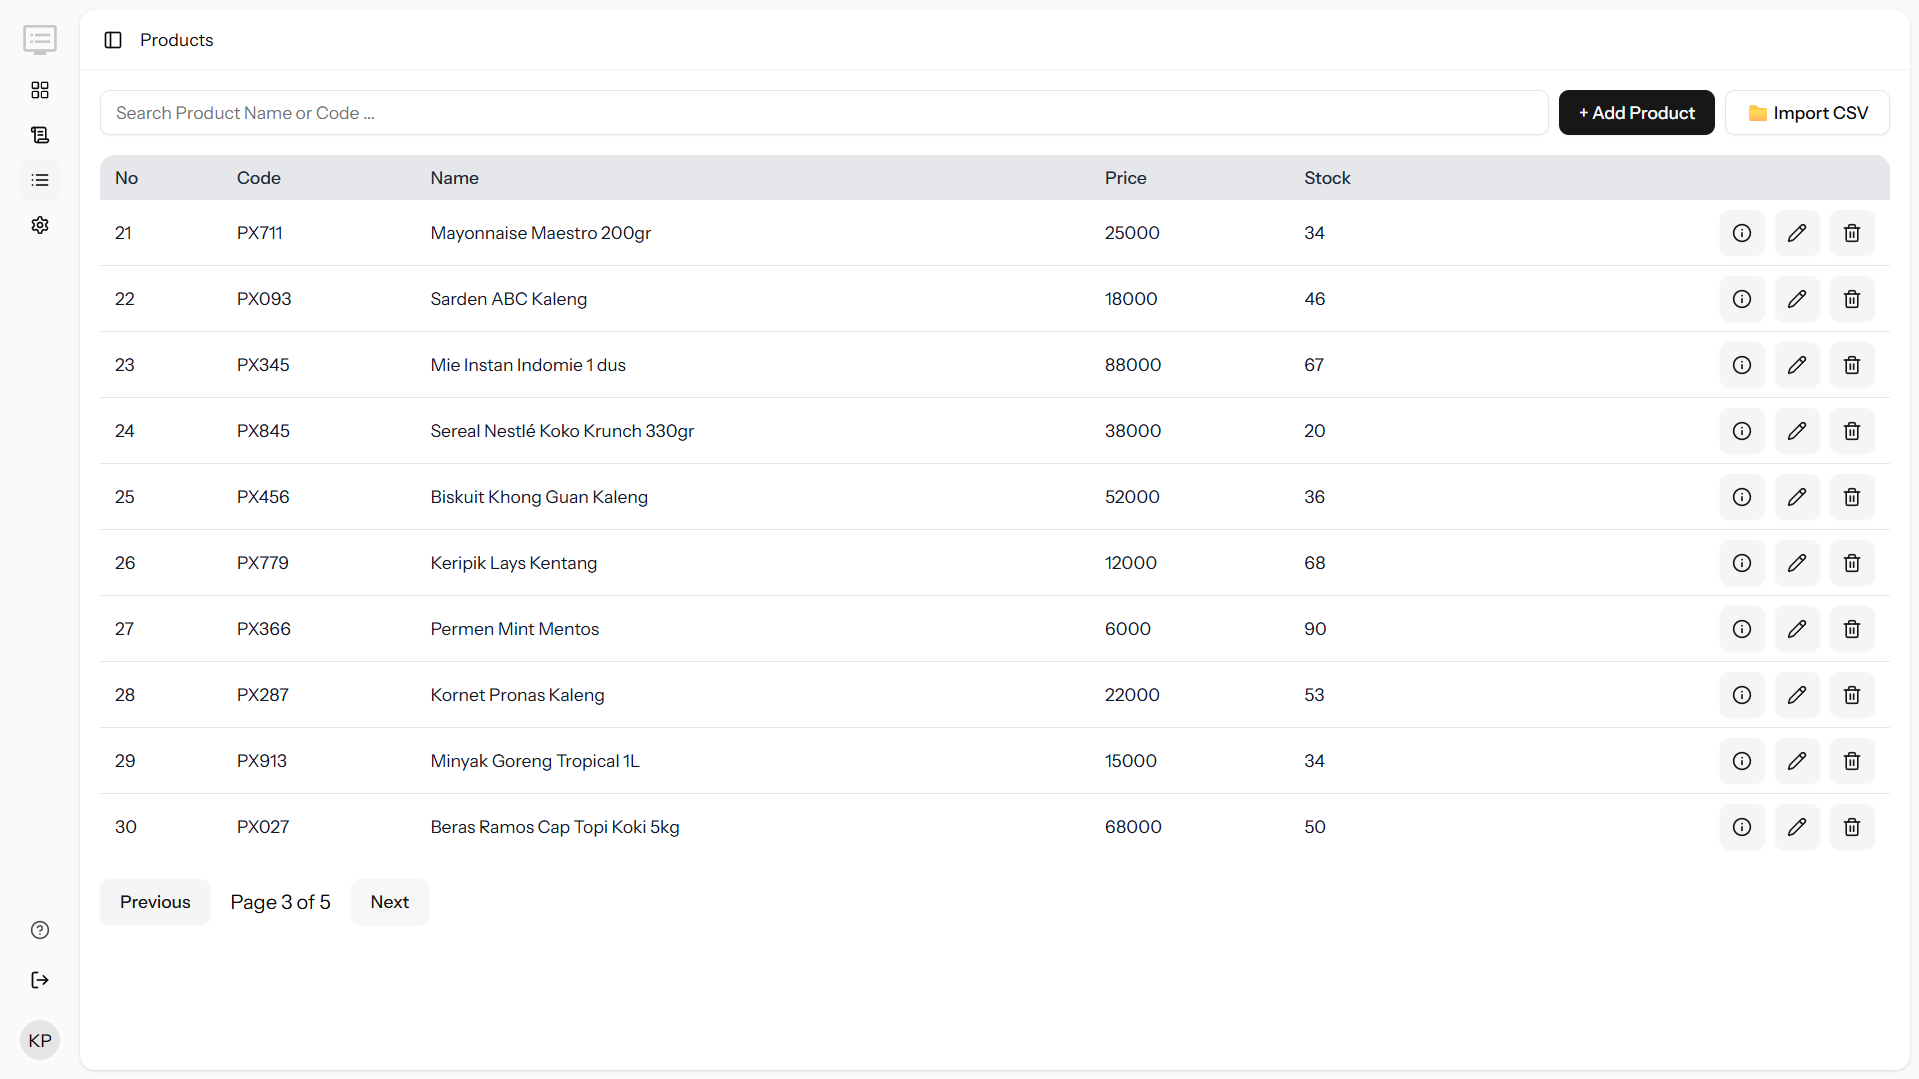 Products
Search Product Name or Code ...
+ Add Product
Import CSV
No Code Name Price Stock
21 PX711 Mayonnaise Maestro 200gr 25000 34
22 PX093 Sarden ABC Kaleng 18000 46
23 PX345 Mie Instan Indomie 1 dus 88000 67
24 PX845 Sereal Nestlé Koko Krunch 330gr 38000 20
25 PX456 Biskuit Khong Guan Kaleng 52000 36
26 PX779 Keripik Lays Kentang 12000 68
27 PX366 Permen Mint Mentos 6000 90
28 PX287 Kornet Pronas Kaleng 22000 53
29 PX913 Minyak Goreng Tropical 1L 15000 34
30 PX027 Beras Ramos Cap Topi Koki 5kg 68000 50
Previous Page 3 of 5 Next
KP